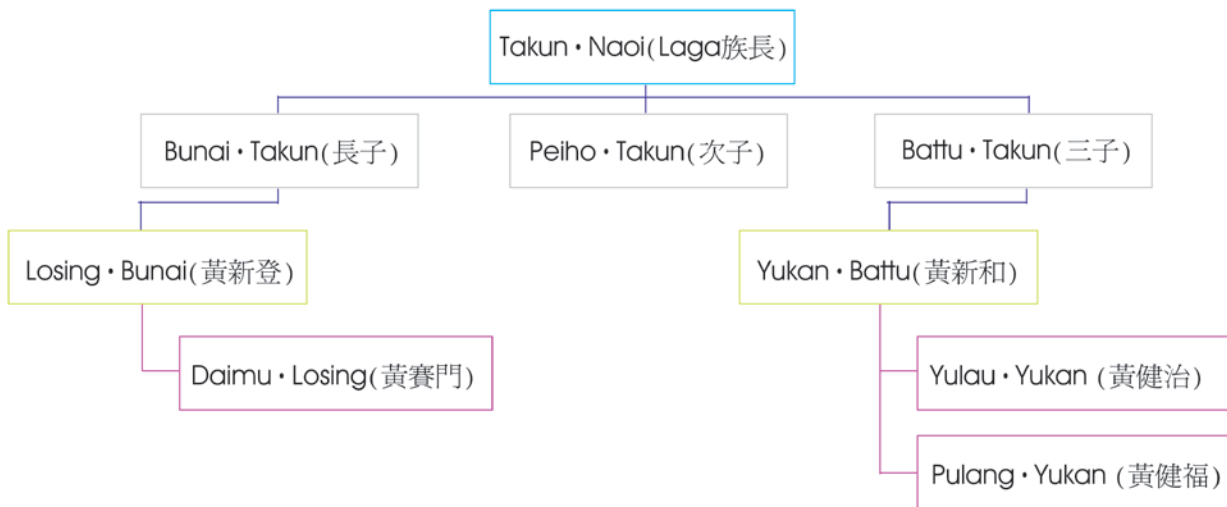 Takun·Naoi(Laga族長)
Bunai·Takun(長子)
Peiho·Takun(次子)
Battu·Takun(三子)
Losing·Bunai(黃新登)
Yukan·Battu(黃新和)
Daimu·Losing(黃賽門)
Yulau·Yukan (黃健治)
Pulang·Yukan (黃健福)